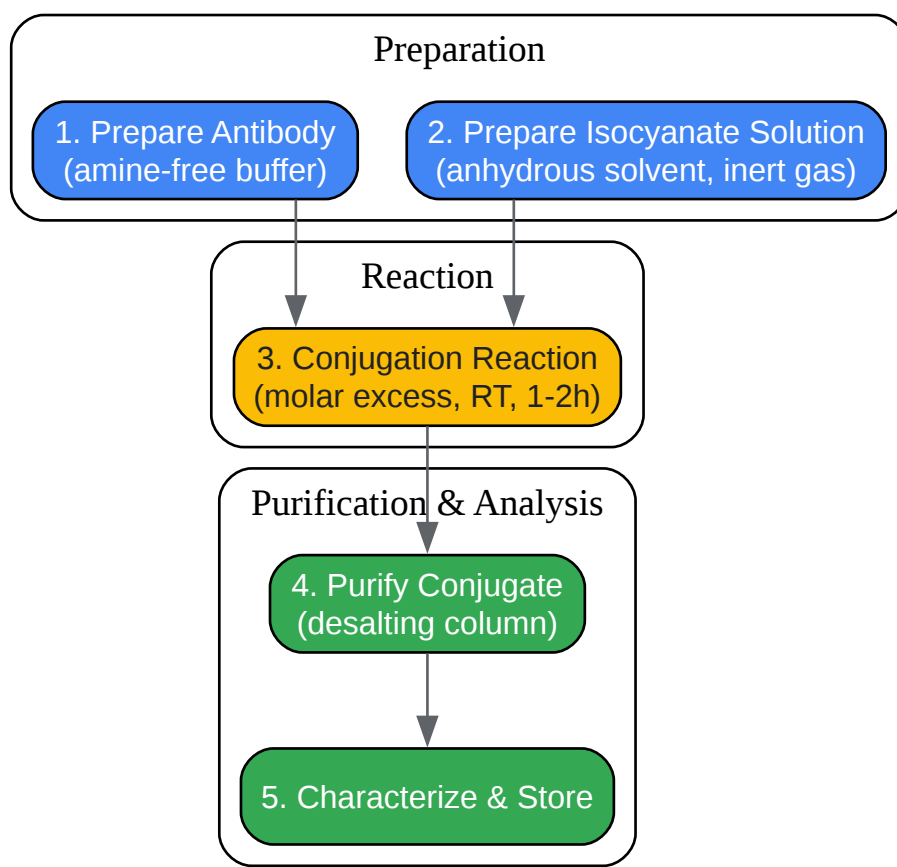 Preparation
1. Prepare Antibody
(amine-free buffer)
2. Prepare Isocyanate Solution
(anhydrous solvent, inert gas)
Reaction
3. Conjugation Reaction
(molar excess, RT, 1-2h)
Purification & Analysis
4. Purify Conjugate
(desalting column)
5. Characterize & Store